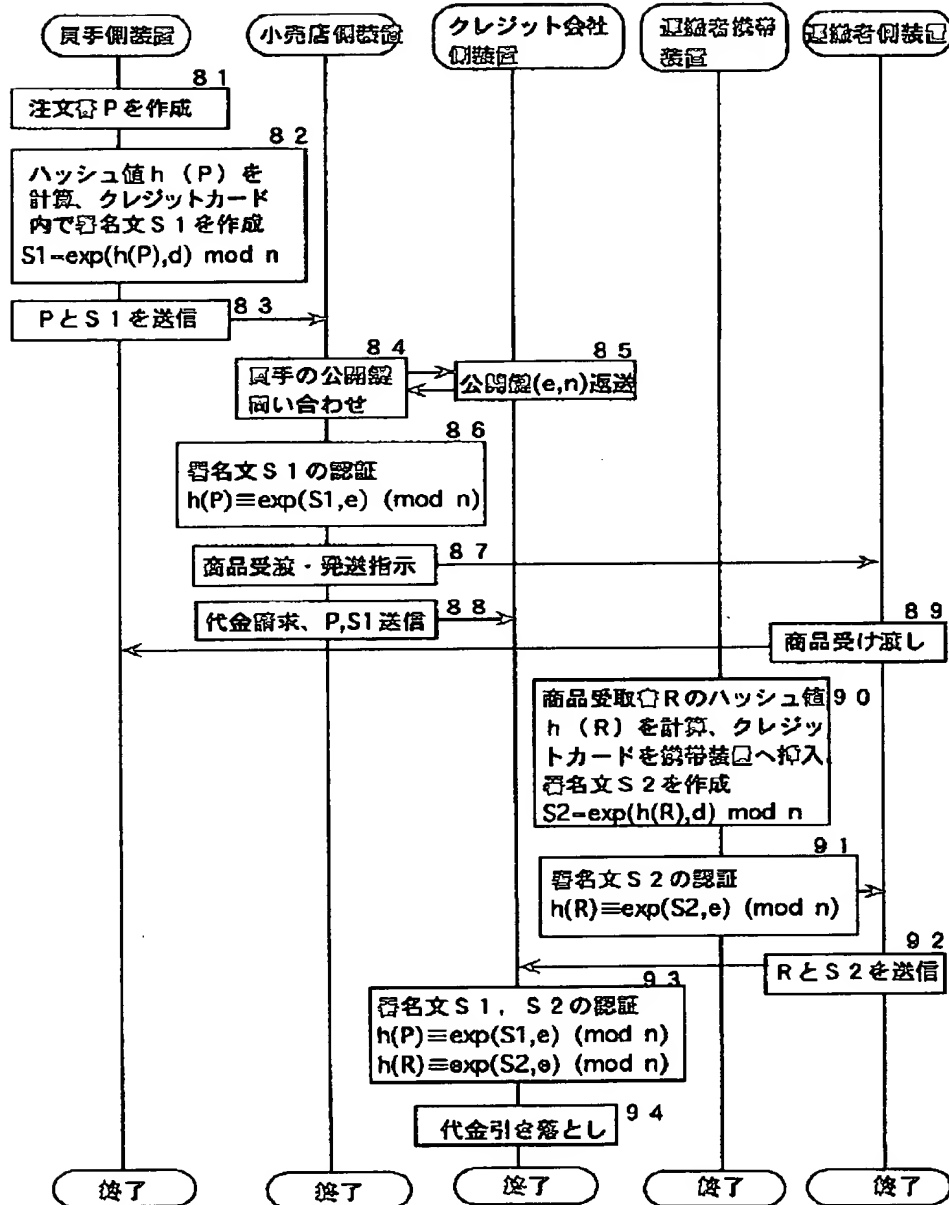 買手側装置
小売店側装置
クレジット会社
側装置
運搬者携帯
装置
運搬者側装置
81
注文書Pを作成
82
ハッシュ値h（P）を
計算、クレジットカード
内で署名文S1を作成
S1=exp(h(P),d) mod n
PとS1を送信
83
84
買手の公開鍵
問い合わせ
85
公開鍵(e,n)返送
86
署名文S1の認証
h(P)≡exp(S1,e) (mod n)
商品受渡・発送指示
87
代金請求、P,S1送信
88
89
商品受け渡し
商品受取書Rのハッシュ値
90
h（R）を計算、クレジッ
トカードを携帯装置へ挿入
署名文S2を作成
S2=exp(h(R),d) mod n
91
署名文S2の認証
h(R)≡exp(S2,e) (mod n)
92
RとS2を送信
93
署名文S1，S2の認証
h(P)≡exp(S1,e) (mod n)
h(R)≡exp(S2,e) (mod n)
94
代金引き落とし
終了
終了
終了
終了
終了